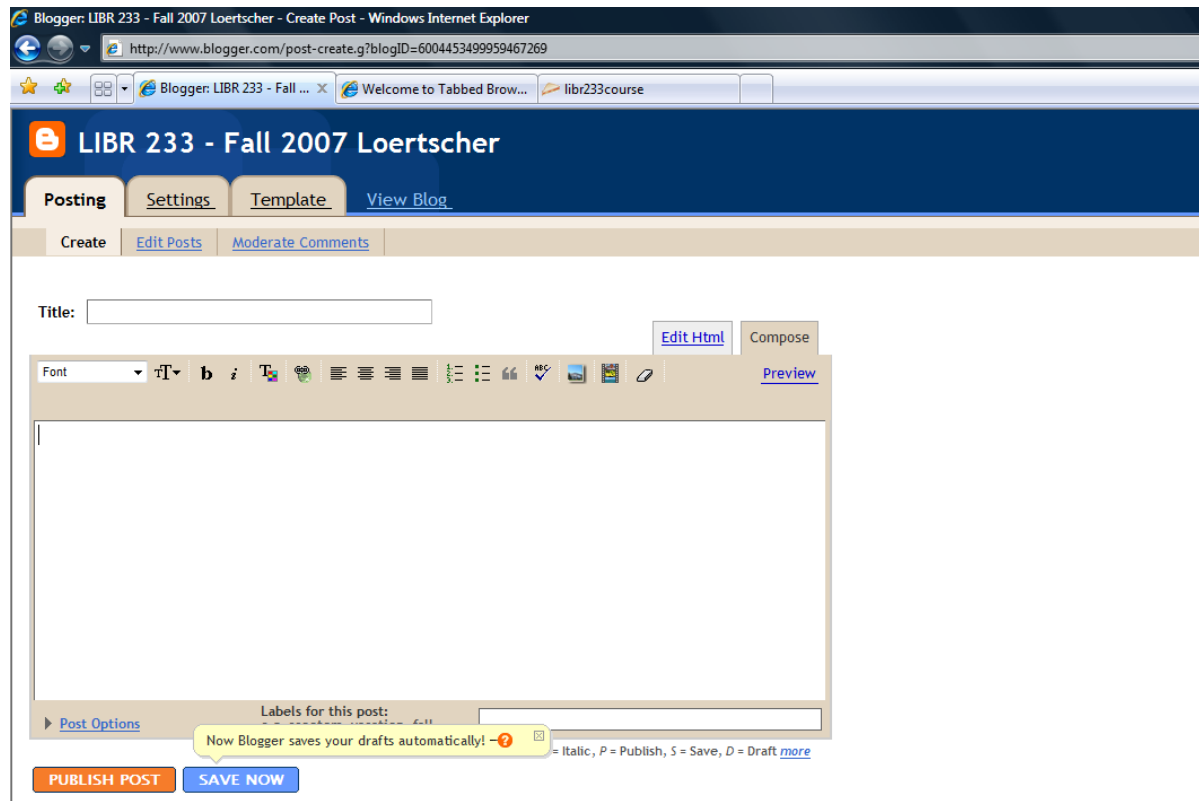 Blogger: LIBR 233 - Fall 2007 Loertscher - Create Post - Windows Internet Explorer
http://www.blogger.com/post-create.g?blogID=6004453499959467269
Blogger: LIBR 233 - Fall ... X Welcome to Tabbed Brow... libr233course
LIBR 233 - Fall 2007 Loertscher
Posting Settings Template View Blog
Create Edit Posts Moderate Comments
Title:
Edit Html Compose
Font b i ABC Preview
Labels for this post:
Post Options
Now Blogger saves your drafts automatically! -?
= Italic, P = Publish, S = Save, D = Draft more
PUBLISH POST SAVE NOW